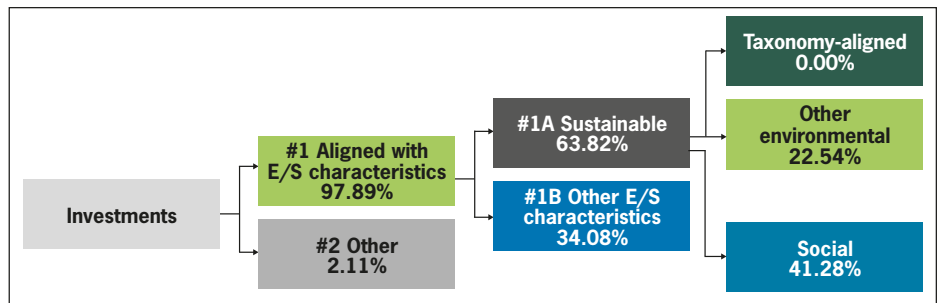 Investments
#1 Aligned with
E/S characteristics
97.89%
#2 Other
2.11%
#1A Sustainable
63.82%
#1B Other E/S
characteristics
34.08%
Taxonomy-aligned
0.00%
Other
environmental
22.54%
Social
41.28%